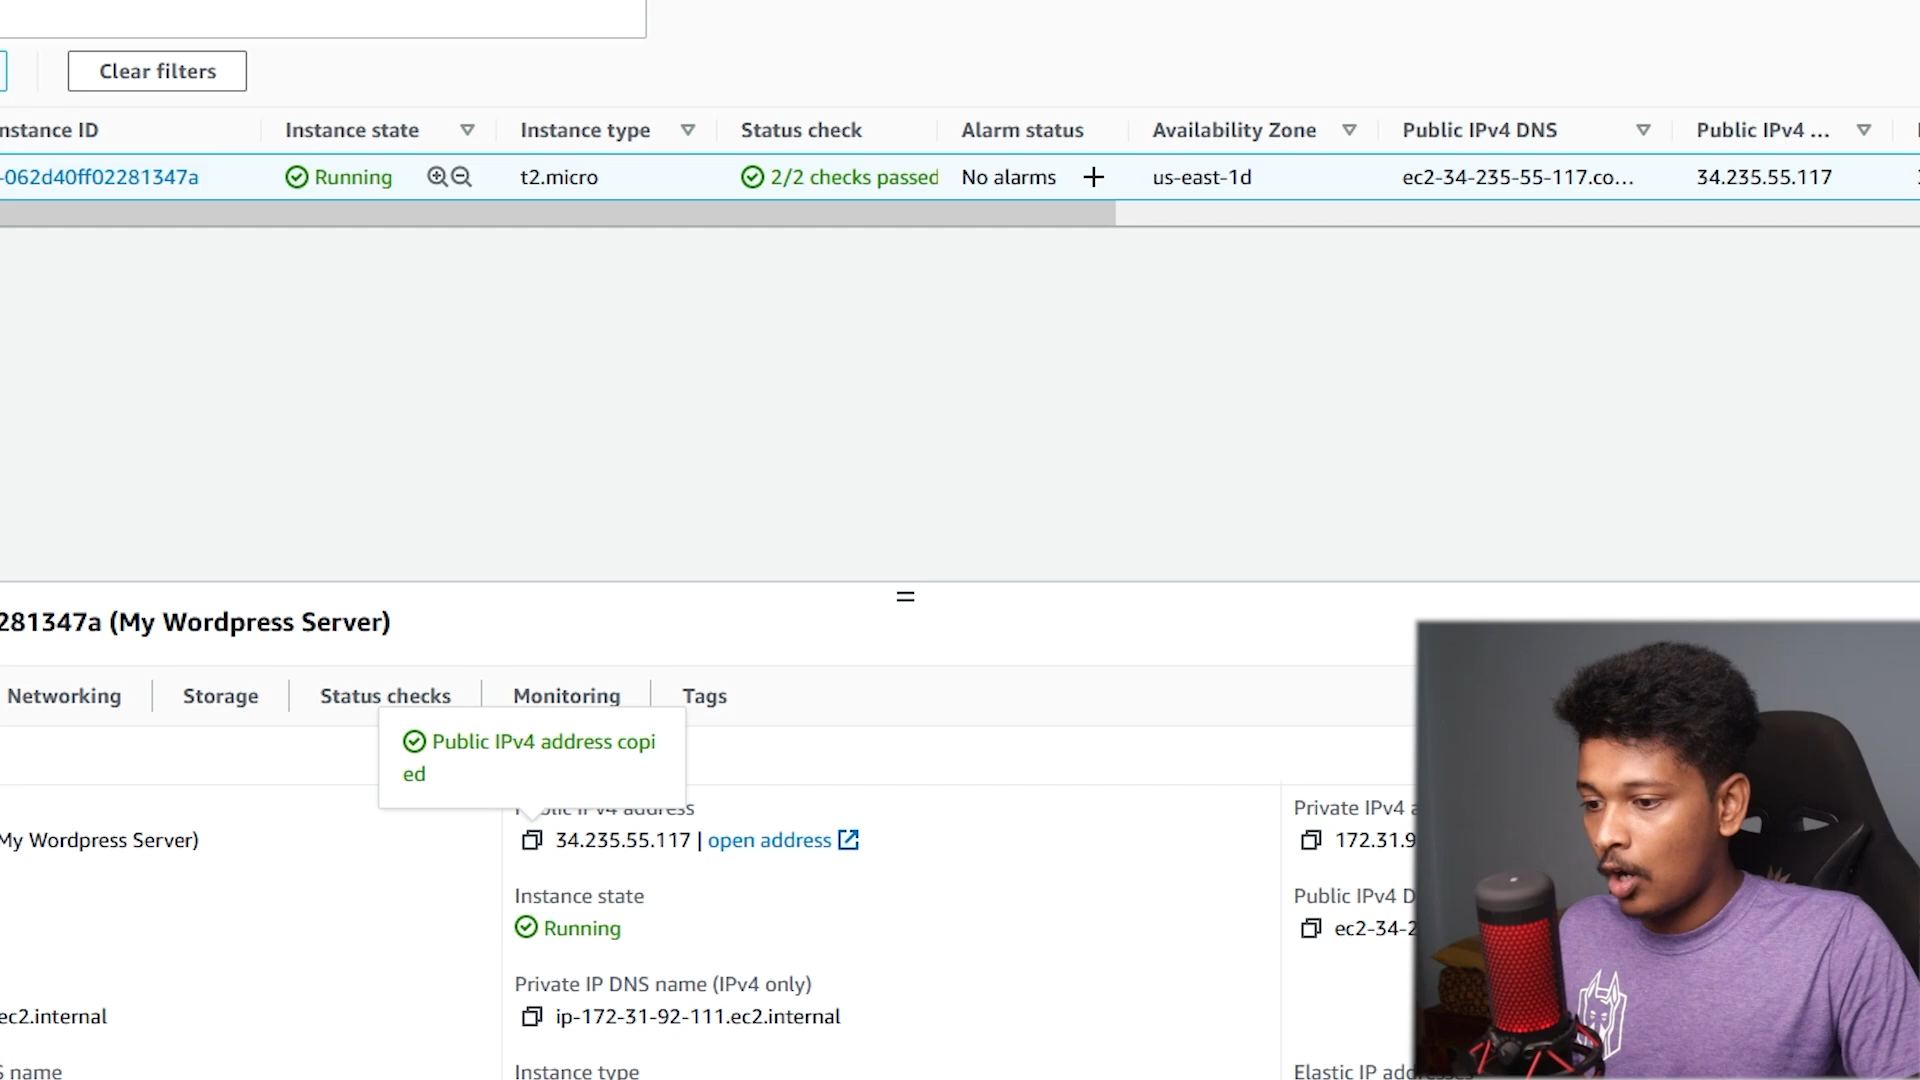 Clear filters
nstance ID Instance state Instance type Status check Alarm status Availability Zone Public IPv4 DNS Public IPv4 ...
-062d40ff02281347a Running t2.micro 2/2 checks passed No alarms + us-east-1d ec2-34-235-55-117.co... 34.235.55.117
281347a (My Wordpress Server)
Networking Storage Status checks Monitoring Tags
Public IPv4 address copi
ed
Public IPv4 address Private IPv4 a
My Wordpress Server) 34.235.55.117 | open address 172.31.9
Instance state Public IPv4 D
Running ec2-34-2
Private IP DNS name (IPv4 only)
ec2.internal ip-172-31-92-111.ec2.internal
S name Instance type Elastic IP addresses